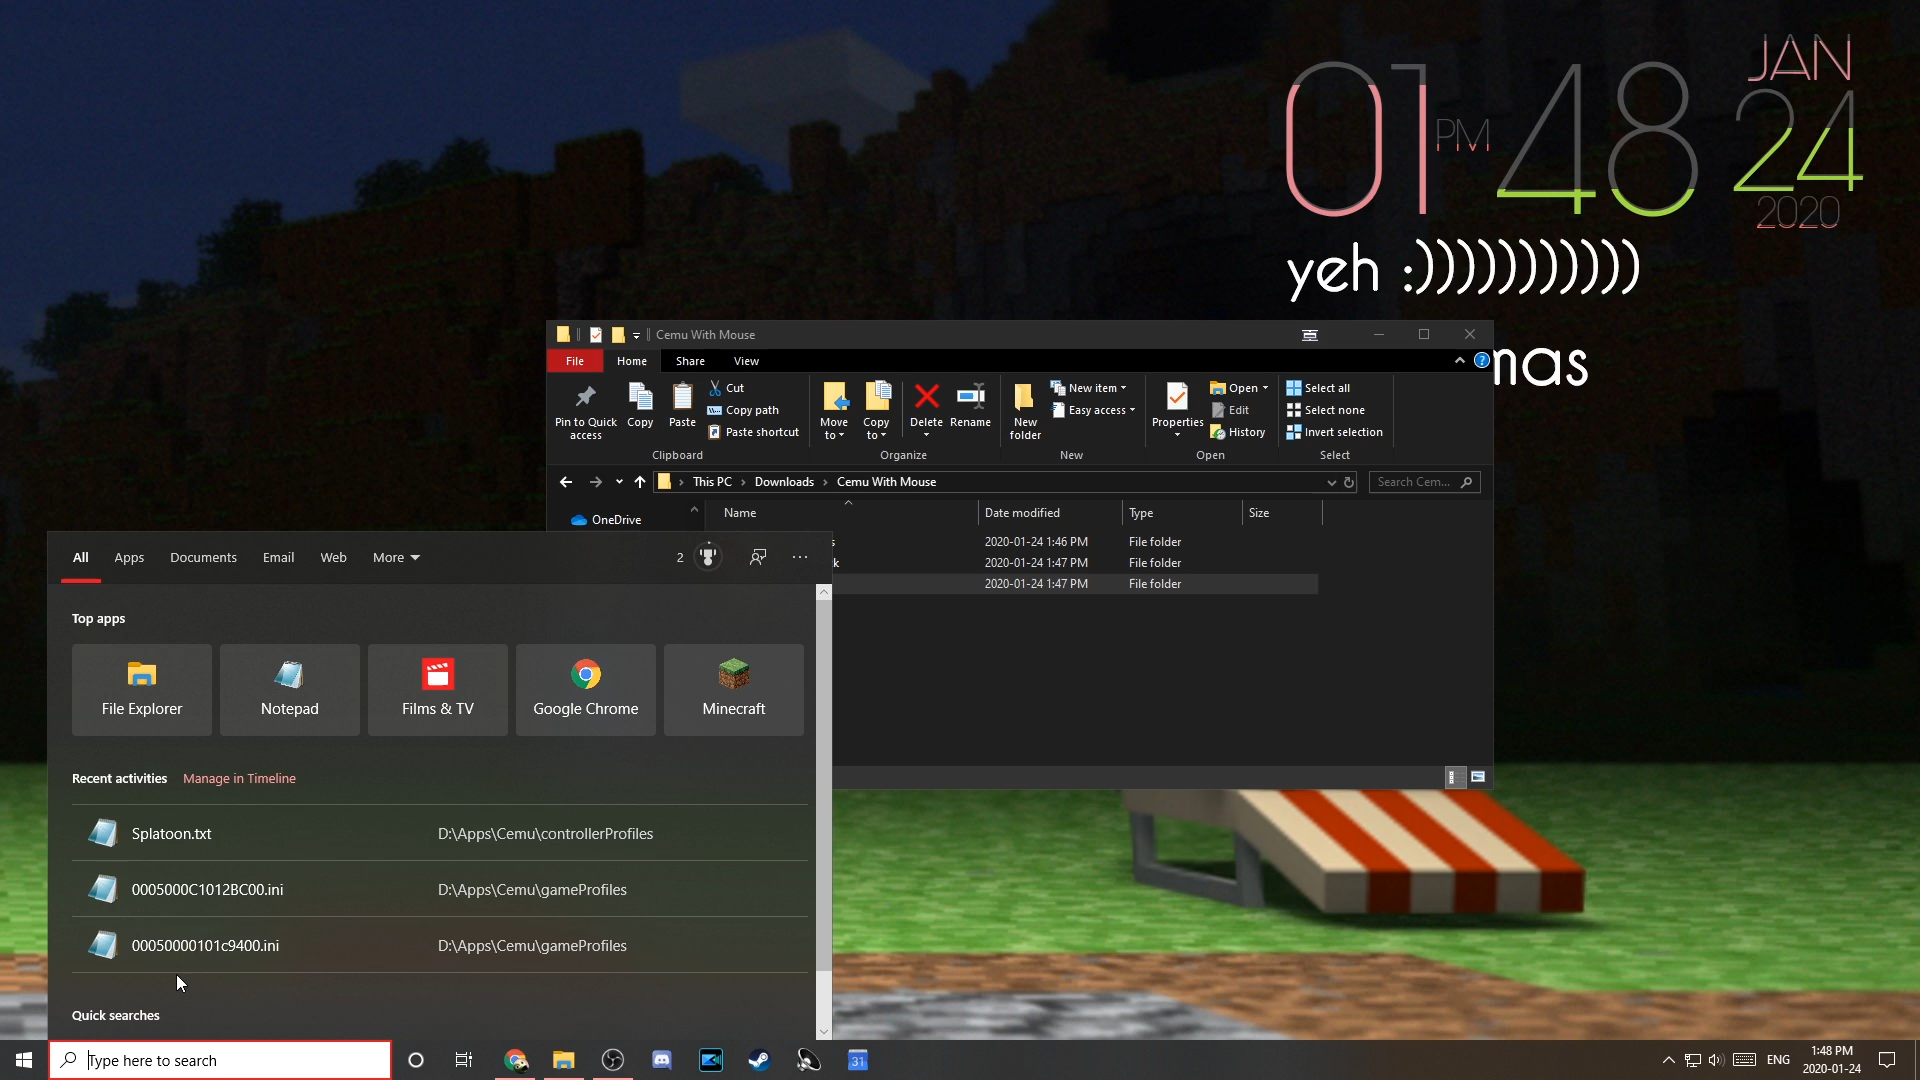 JAN
01 PM 48 24
2020
yeh :))))))))))))
mas
Cemu With Mouse
File Home Share View
Pin to Quick access
Copy
Paste
Cut
Copy path
Paste shortcut
Clipboard
Move to
Copy to
Delete
Rename
Organize
New folder
New item
Easy access
New
Properties
Open
Edit
History
Open
Select all
Select none
Invert selection
Select
This PC > Downloads > Cemu With Mouse
Search Cem...
OneDrive
Name Date modified Type Size
s 2020-01-24 1:46 PM File folder
k 2020-01-24 1:47 PM File folder
2020-01-24 1:47 PM File folder
All Apps Documents Email Web More 2
Top apps
File Explorer Notepad Films & TV Google Chrome Minecraft
Recent activities Manage in Timeline
Splatoon.txt D:\Apps\Cemu\controllerProfiles
0005000C1012BC00.ini D:\Apps\Cemu\gameProfiles
00050000101c9400.ini D:\Apps\Cemu\gameProfiles
Quick searches
Type here to search
31
ENG
1:48 PM
2020-01-24